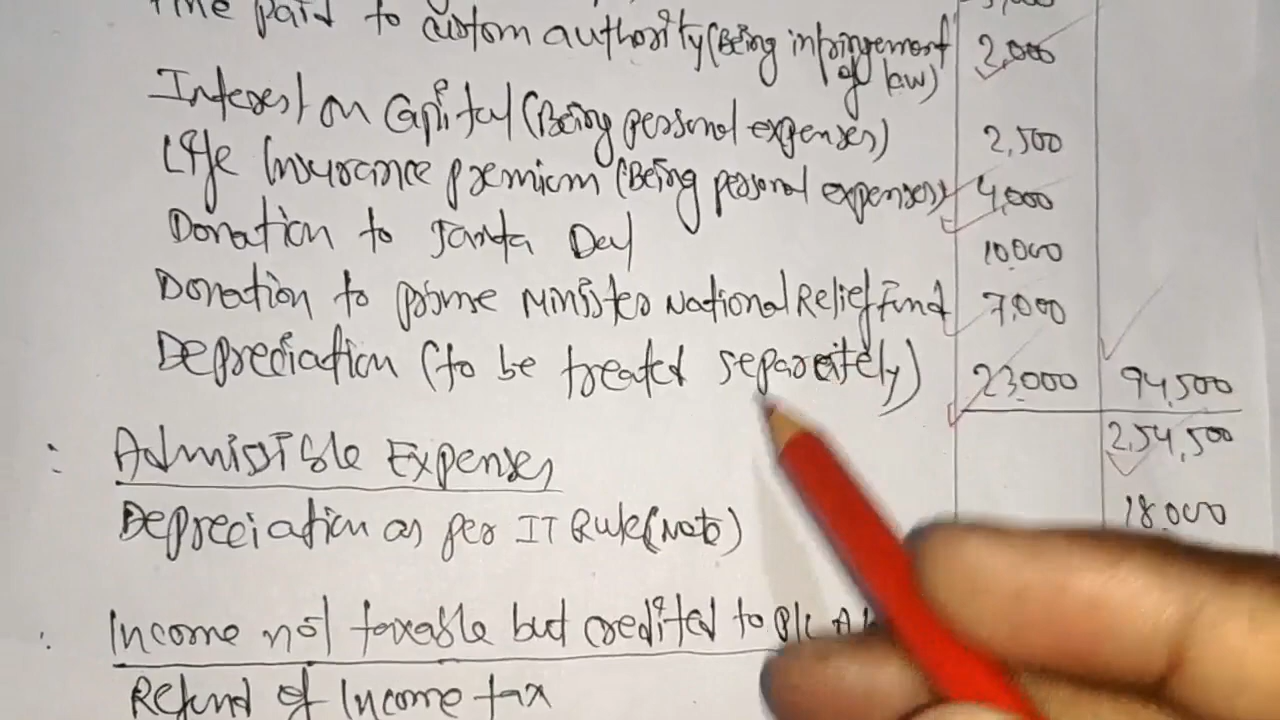 Fine paid to custom authority (Being infringement of law) 2,000
Interest on Capital (Being personal expenses) 2,500
Life Insurance premium (Being personal expenses) 4,000
Donation to Janta Dal 10,000
Donation to prime Minister National Relief Fund 7,000
Depreciation (to be treated separately) 23,000 94,500
2,54,500
: Admissible Expenses
Depreciation as per IT Rule (Note) 18,000
: Income not taxable but credited to P/L
Refund of Income tax